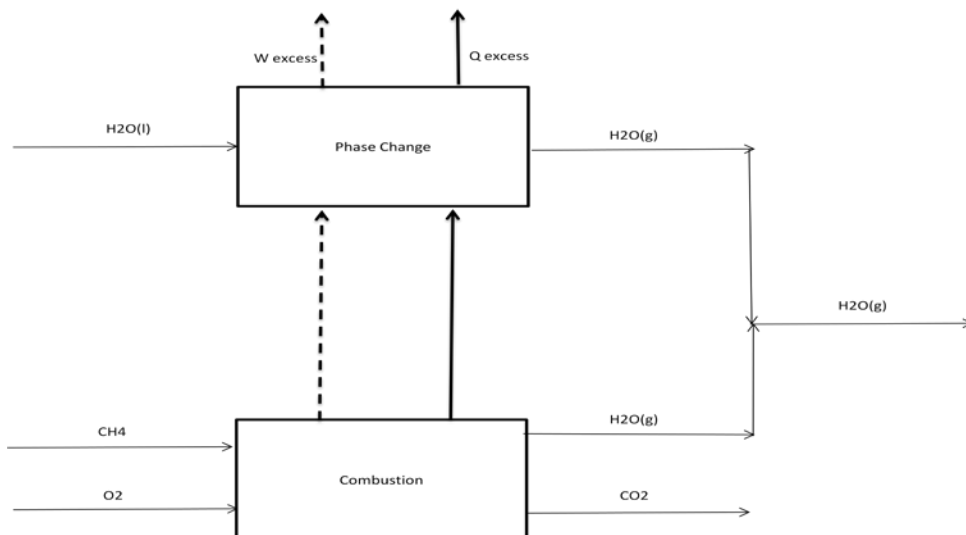 W excess
Q excess
H2O(l)
Phase Change
H2O(g)
H2O(g)
CH4
H2O(g)
Combustion
O2
CO2